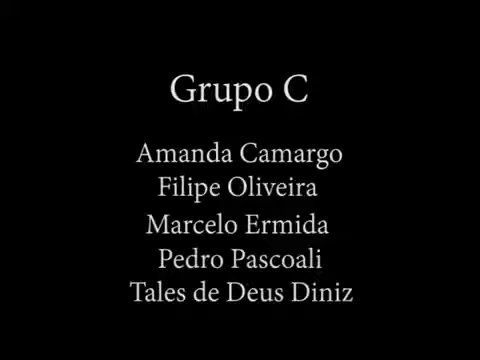 Grupo C
Amanda Camargo
Filipe Oliveira
Marcelo Ermida
Pedro Pascoali
Tales de Deus Diniz